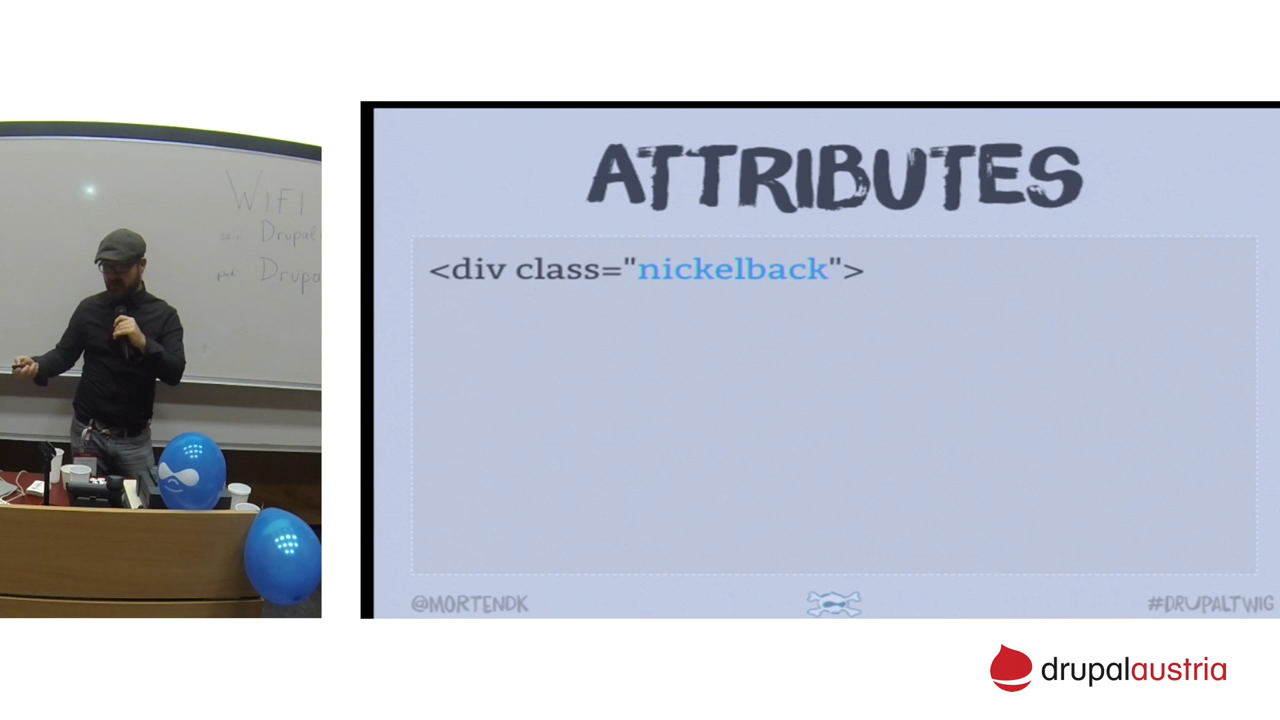 WIFI
Drupal
Drupa
ATTRIBUTES
<div class="nickelback">
@MORTENDK
#DRUPALTWIG
drupalaustria